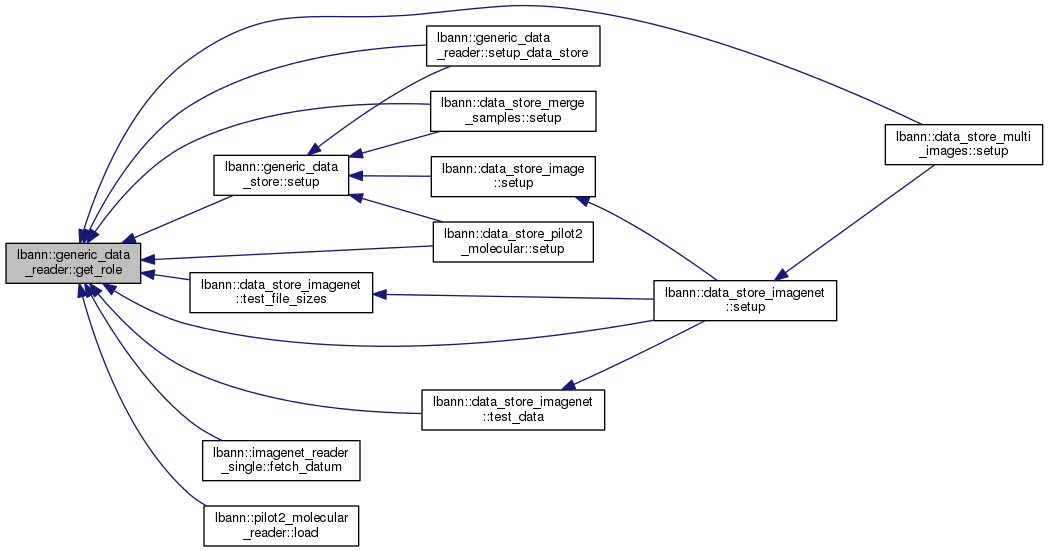 lbann::generic_data
_reader::setup_data_store
lbann::data_store_merge
_samples::setup
lbann::data_store_multi
_images::setup
lbann::generic_data
_store::setup
lbann::data_store_image
::setup
lbann::data_store_pilot2
_molecular::setup
lbann::generic_data
_reader::get_role
lbann::data_store_imagenet
::test_file_sizes
lbann::data_store_imagenet
::setup
lbann::data_store_imagenet
::test_data
lbann::imagenet_reader
_single::fetch_datum
lbann::pilot2_molecular
_reader::load